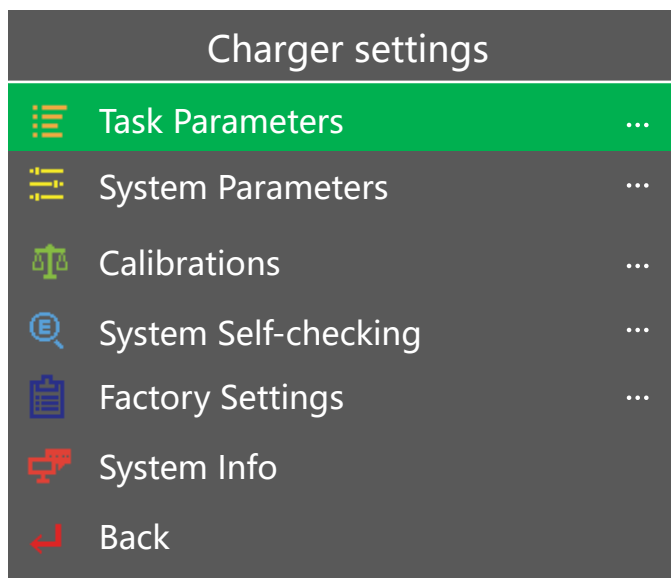 Charger settings
Task Parameters ...
System Parameters ...
Calibrations ...
System Self-checking ...
Factory Settings ...
System Info
Back